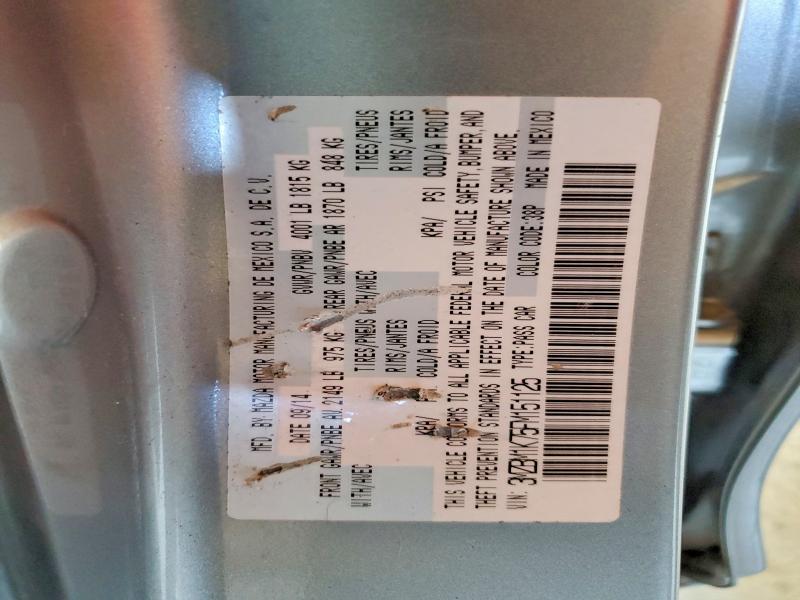 MFD. BY MAZDA MOTOR MANUFACTURING DE MEXICO S.A. DE C.V.
DATE 09/14 GVWR/PNBV 4001 LB 1815 KG
FRONT GAWR/PNBE AV 2149 LB 975 KG REAR GAWR/PNBE AR 1870 LB 848 KG
WITH/AVEC TIRES/PNEUS WITH/AVEC TIRES/PNEUS
RIMS/JANTES RIMS/JANTES
KPA/ COLD/A FROID KPA/ PSI COLD/A FROID
THIS VEHICLE CONFORMS TO ALL APPLICABLE FEDERAL MOTOR VEHICLE SAFETY, BUMPER, AND
THEFT PREVENTION STANDARDS IN EFFECT ON THE DATE OF MANUFACTURE SHOWN ABOVE.
VIN: 3MZBM1K75FM151125 TYPE:PASS CAR COLOR CODE:38P MADE IN MEXICO